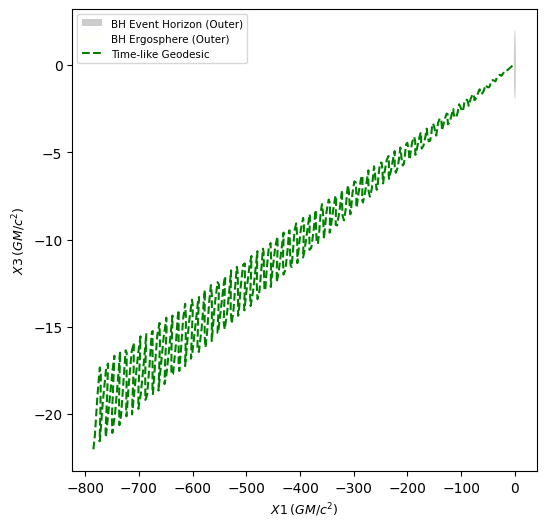 BH Event Horizon (Outer)
BH Ergosphere (Outer)
Time-like Geodesic
0
−5
−10
−15
−20
X3 (GM/c²)
−800 −700 −600 −500 −400 −300 −200 −100 0
X1 (GM/c²)